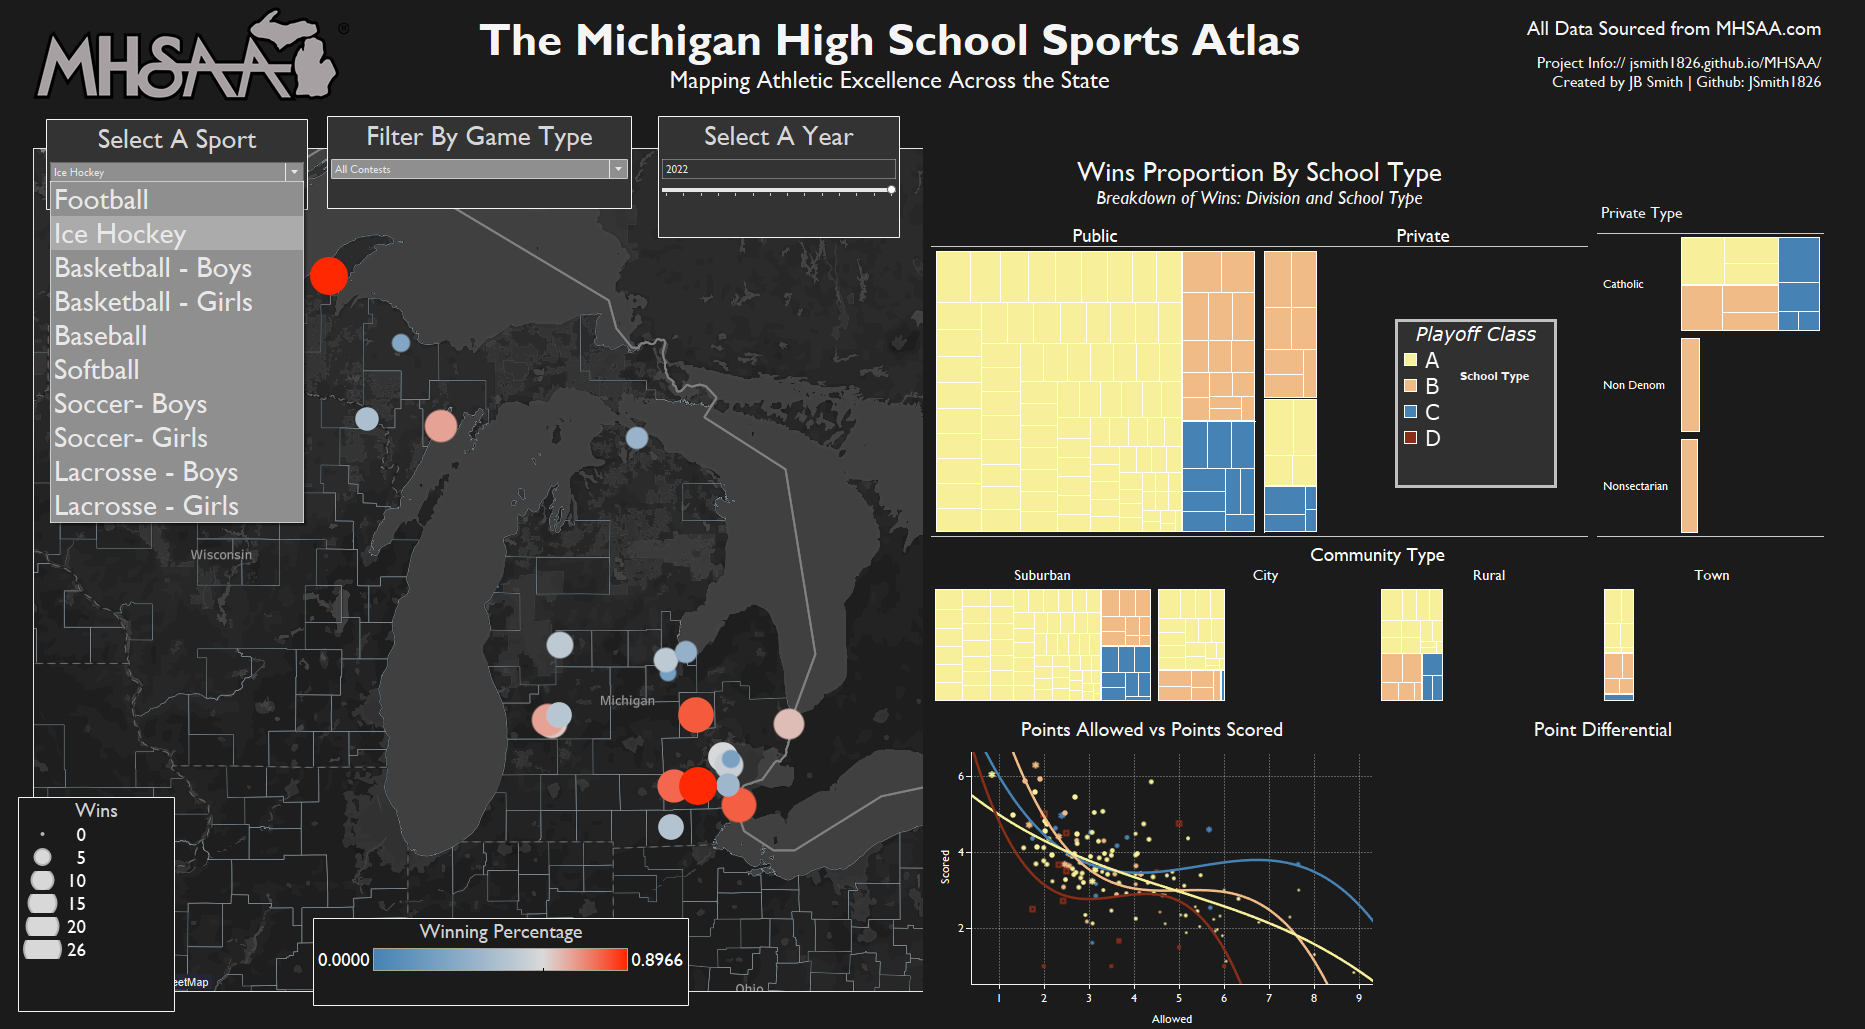 MHSAA
®
The Michigan High School Sports Atlas
Mapping Athletic Excellence Across the State
All Data Sourced from MHSAA.com
Project Info:// jsmith1826.github.io/MHSAA/
Created by JB Smith | Github: JSmith1826
Select A Sport
Ice Hockey
Football
Ice Hockey
Basketball - Boys
Basketball - Girls
Baseball
Softball
Soccer- Boys
Soccer- Girls
Lacrosse - Boys
Lacrosse - Girls
Filter By Game Type
All Contests
Select A Year
2022
Wisconsin
Michigan
Ohio
eetMap
Wins
0
5
10
15
20
26
Winning Percentage
0.0000
0.8966
Wins Proportion By School Type
Breakdown of Wins: Division and School Type
Public
Private
Playoff Class
A
B
C
D
School Type
Private Type
Catholic
Non Denom
Nonsectarian
Community Type
Suburban
City
Rural
Town
Points Allowed vs Points Scored
Scored
6
4
2
1 2 3 4 5 6 7 8 9
Allowed
Point Differential